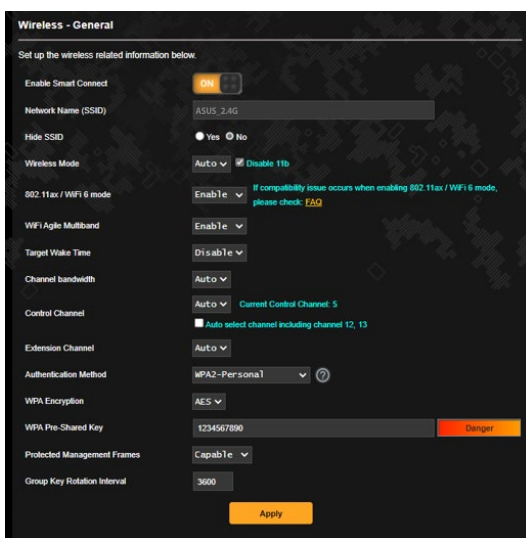 Wireless - General
Set up the wireless related information below.
Enable Smart Connect ON
Network Name (SSID) ASUS_2.4G
Hide SSID Yes No
Wireless Mode Auto Disable 11b
802.11ax / WiFi 6 mode Enable If compatibility issue occurs when enabling 802.11ax / WiFi 6 mode,
please check: FAQ
WiFi Agile Multiband Enable
Target Wake Time Disable
Channel bandwidth Auto
Control Channel Auto Current Control Channel: 5
Auto select channel including channel 12, 13
Extension Channel Auto
Authentication Method WPA2-Personal ?
WPA Encryption AES
WPA Pre-Shared Key 1234567890 Danger
Protected Management Frames Capable
Group Key Rotation Interval 3600
Apply